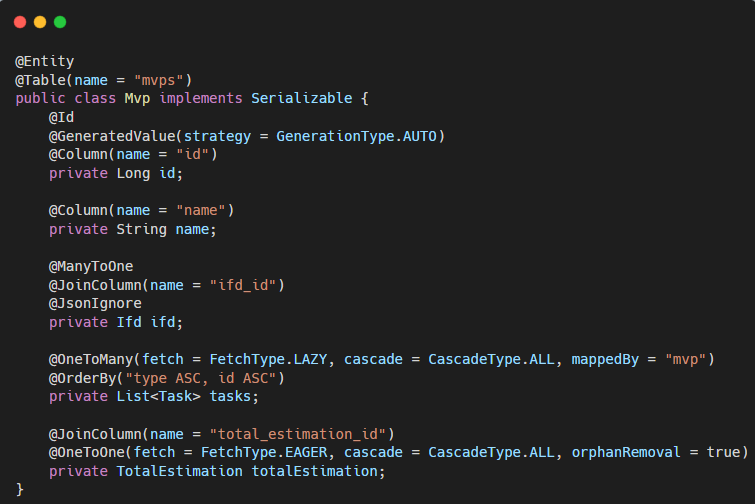 @Entity
@Table(name = "mvps")
public class Mvp implements Serializable {
    @Id
    @GeneratedValue(strategy = GenerationType.AUTO)
    @Column(name = "id")
    private Long id;

    @Column(name = "name")
    private String name;

    @ManyToOne
    @JoinColumn(name = "ifd_id")
    @JsonIgnore
    private Ifd ifd;

    @OneToMany(fetch = FetchType.LAZY, cascade = CascadeType.ALL, mappedBy = "mvp")
    @OrderBy("type ASC, id ASC")
    private List<Task> tasks;

    @JoinColumn(name = "total_estimation_id")
    @OneToOne(fetch = FetchType.EAGER, cascade = CascadeType.ALL, orphanRemoval = true)
    private TotalEstimation totalEstimation;
}